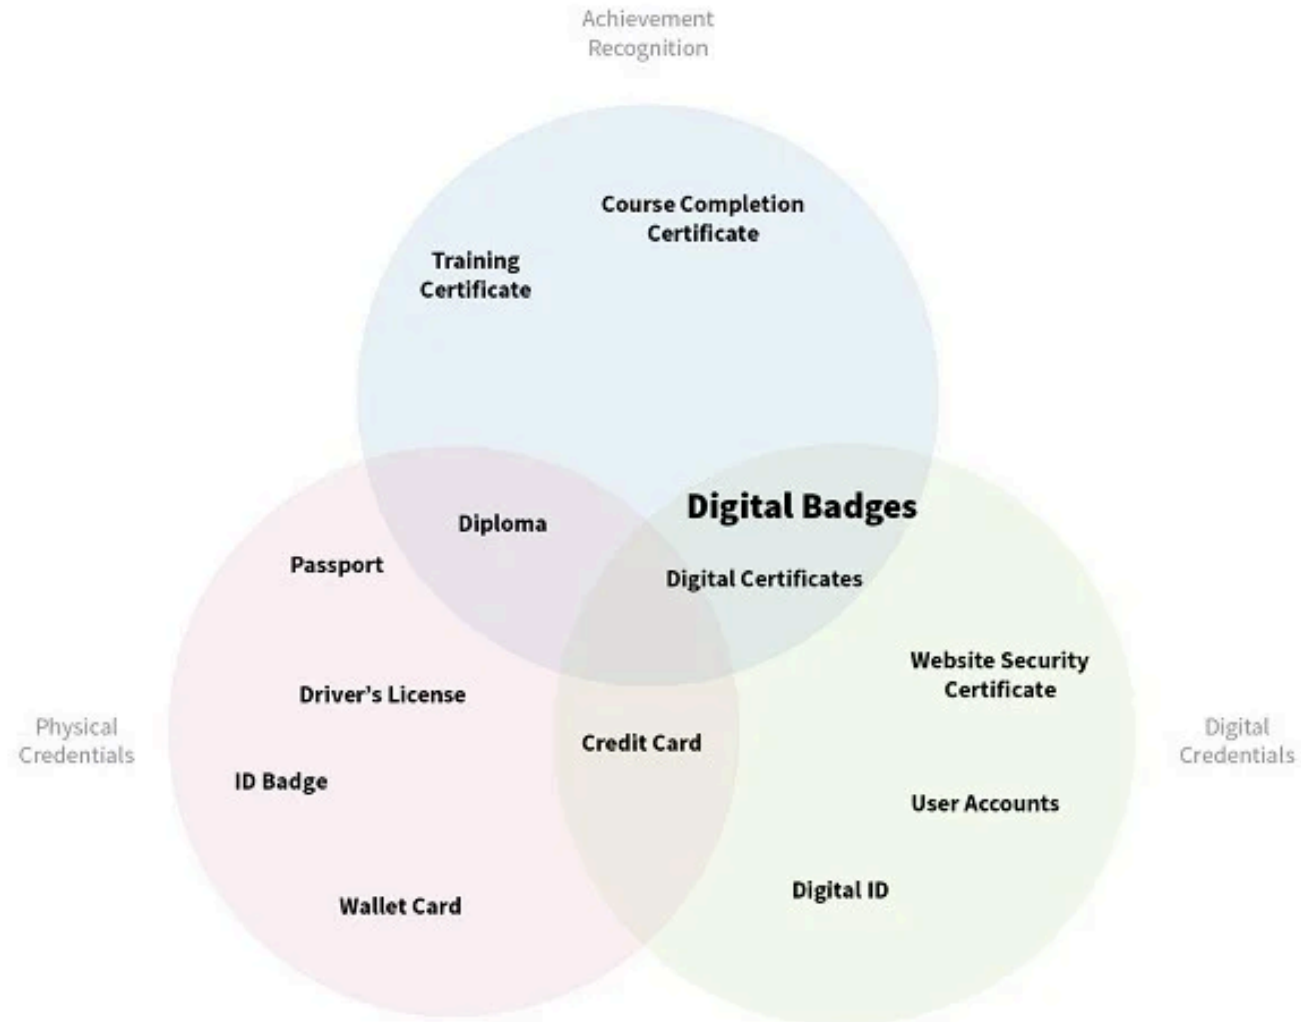 Achievement
Recognition
Course Completion
Certificate
Training
Certificate
Digital Badges
Diploma
Passport
Digital Certificates
Website Security
Certificate
Driver’s License
Physical
Credentials
Credit Card
Digital
Credentials
ID Badge
User Accounts
Digital ID
Wallet Card